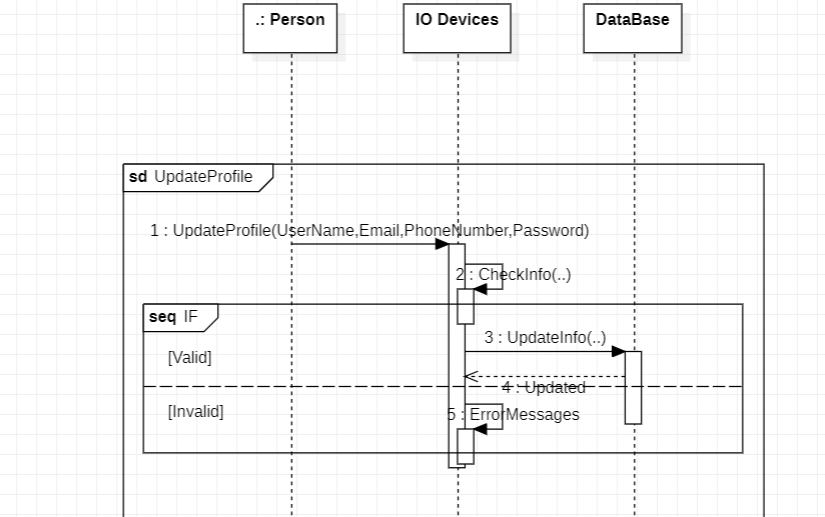 .: Person
IO Devices
DataBase
sd UpdateProfile
1 : UpdateProfile(UserName,Email,PhoneNumber,Password)
2 : CheckInfo(..)
seq IF
3 : UpdateInfo(..)
[Valid]
4 : Updated
[Invalid]
5 : ErrorMessages